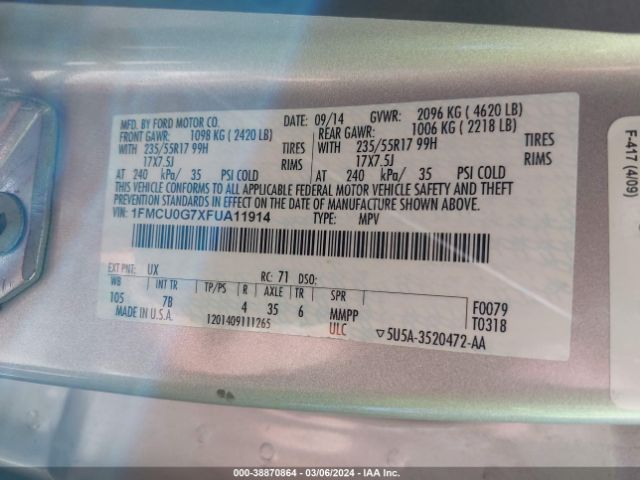 MFD. BY FORD MOTOR CO.
DATE: 09/14 GVWR: 2096 KG ( 4620 LB)
FRONT GAWR: 1098 KG ( 2420 LB) REAR GAWR: 1006 KG ( 2218 LB)
WITH 235/55R17 99H TIRES WITH 235/55R17 99H TIRES
17X7.5J RIMS 17X7.5J RIMS
AT 240 kPa/ 35 PSI COLD AT 240 kPa/ 35 PSI COLD
THIS VEHICLE CONFORMS TO ALL APPLICABLE FEDERAL MOTOR VEHICLE SAFETY AND THEFT
PREVENTION STANDARDS IN EFFECT ON THE DATE OF MANUFACTURE SHOWN ABOVE.
VIN: 1FMCU0G7XFUA11914 TYPE: MPV
EXT PNT: UX RC: 71 DSO:
WB INT TR TP/PS R AXLE TR SPR
105 7B 4 35 6 MMPP F0079
MADE IN U.S.A. 1201409111265 ULC T0318
▽5U5A-3520472-AA
F-417 (4/09)
000-38870864 - 03/06/2024 - IAA Inc.